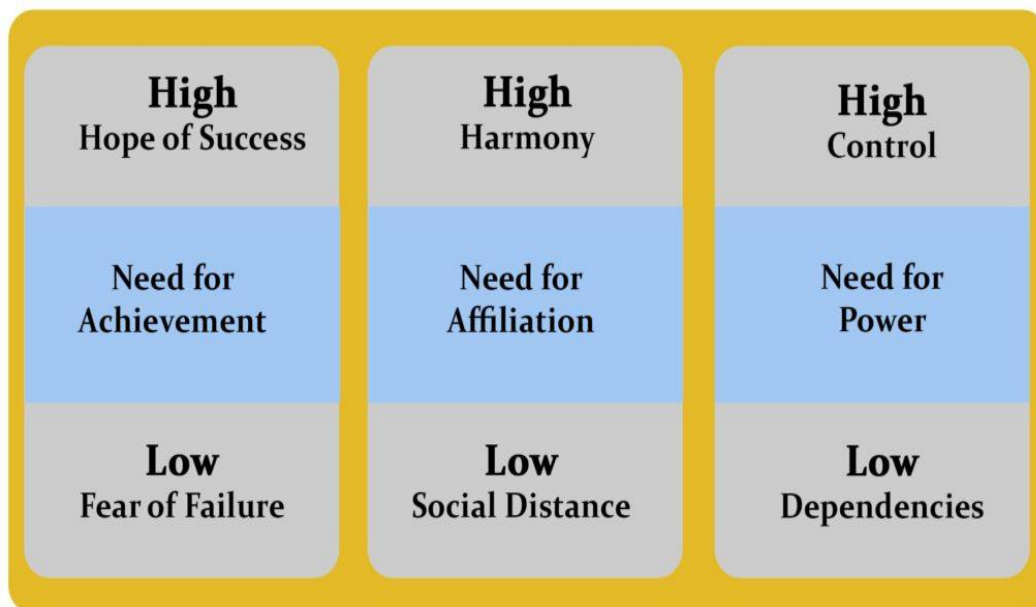 High
Hope of Success
Need for
Achievement
Low
Fear of Failure
High
Harmony
Need for
Affiliation
Low
Social Distance
High
Control
Need for
Power
Low
Dependencies